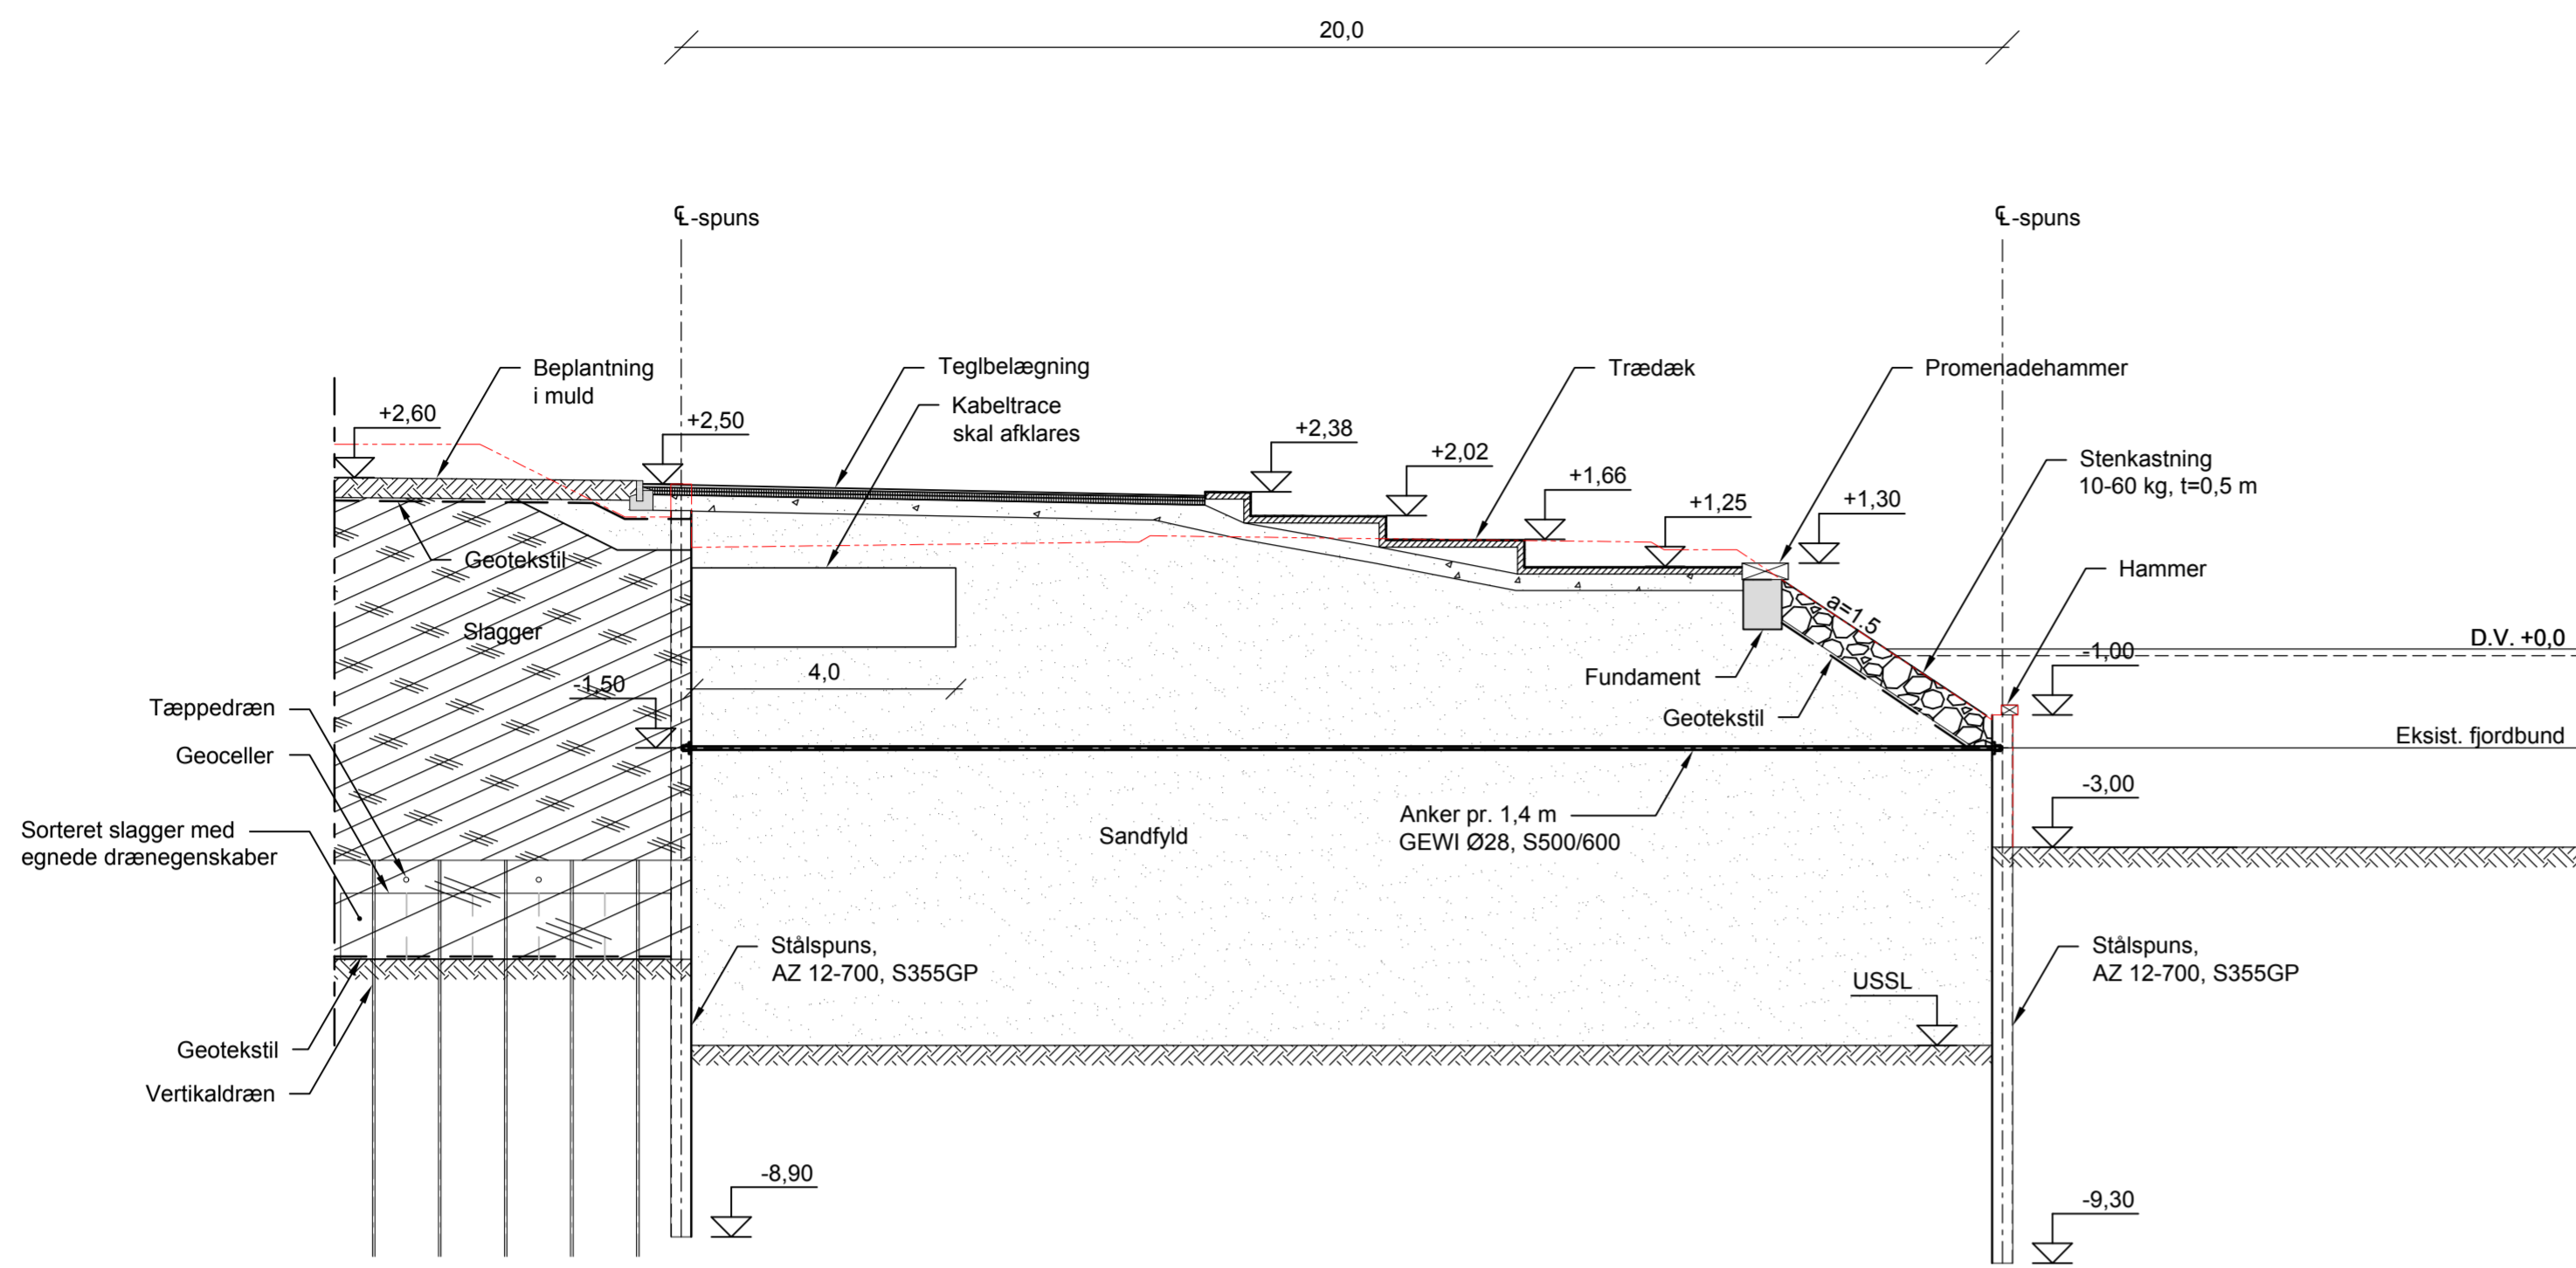 20,0
℄-spuns
℄-spuns
Beplantning
i muld
Teglbelægning
Kabeltrace
skal afklares
Trædæk
Promenadehammer
+2,60
+2,50
+2,38
+2,02
+1,66
+1,25
+1,30
Stenkastning
10-60 kg, t=0,5 m
Hammer
Geotekstil
Slagger
a=1.5
D.V. +0,0
-1,00
4,0
-1,50
Fundament
Geotekstil
Eksist. fjordbund
-3,00
Tæppedræn
Geoceller
Sorteret slagger med
egnede drænegenskaber
Sandfyld
Anker pr. 1,4 m
GEWI Ø28, S500/600
Stålspuns,
AZ 12-700, S355GP
USSL
Stålspuns,
AZ 12-700, S355GP
Geotekstil
Vertikaldræn
-8,90
-9,30